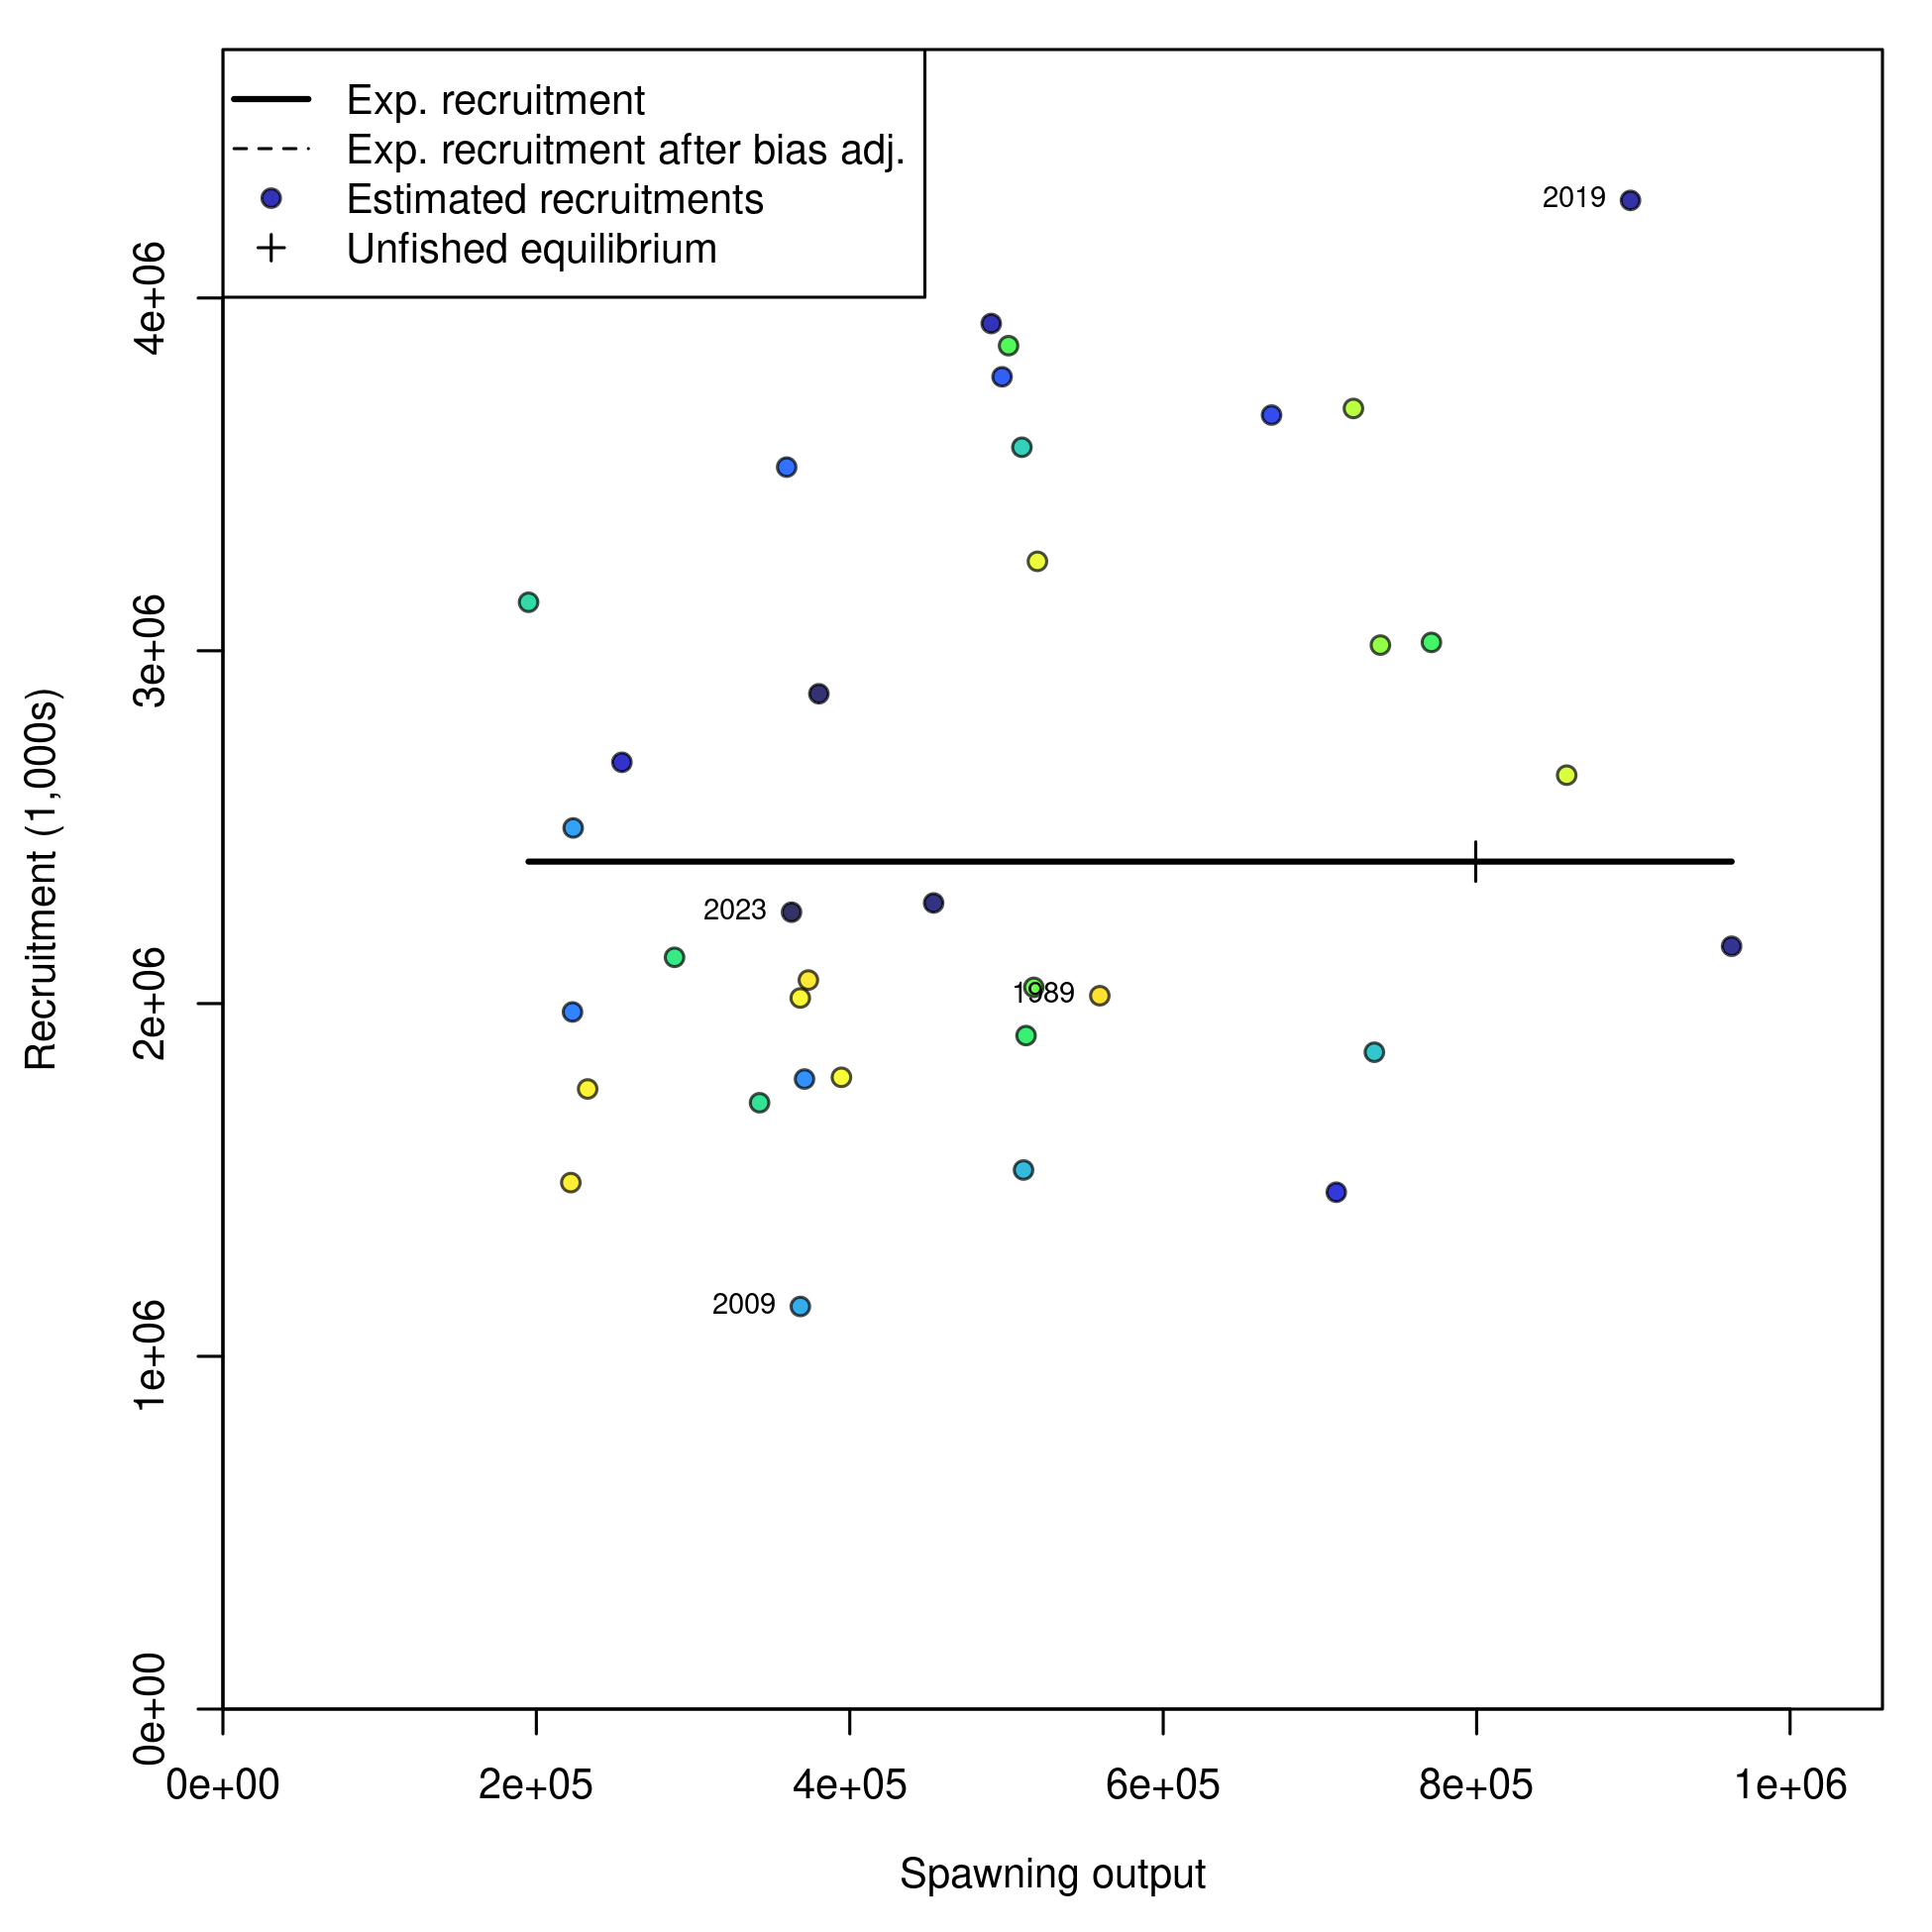 Exp. recruitment
Exp. recruitment after bias adj.
Estimated recruitments
Unfished equilibrium
2019
2023
1989
2009
Recruitment (1,000s)
4e+06
3e+06
2e+06
1e+06
0e+00
0e+00 2e+05 4e+05 6e+05 8e+05 1e+06
Spawning output